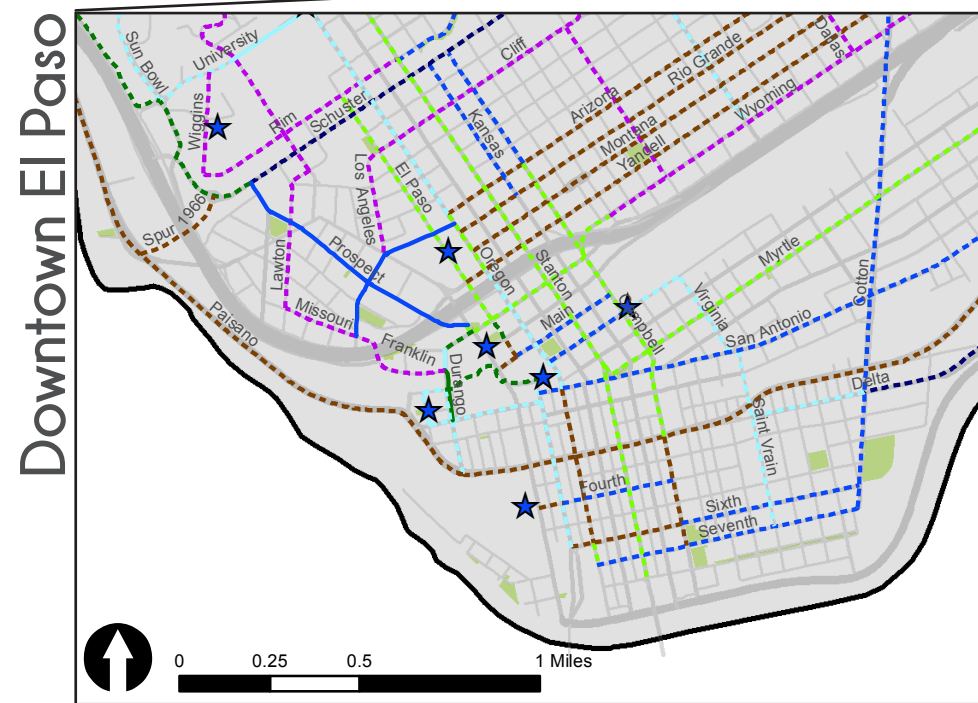 Downtown El Paso
Sun Bowl
University
Wiggins
Rim
Schuster
Cliff
Kansas
Arizona
Rio Grande
Dallas
Montana
Yandell
Wyoming
Los Angeles
El Paso
Spur 1966
Lawton
Prospect
Oregon
Stanton
Myrtle
Cotton
Missouri
Paisano
Franklin
Main
Campbell
Virginia
San Antonio
Durango
Delta
Saint Vrain
Fourth
Sixth
Seventh
0 0.25 0.5 1 Miles